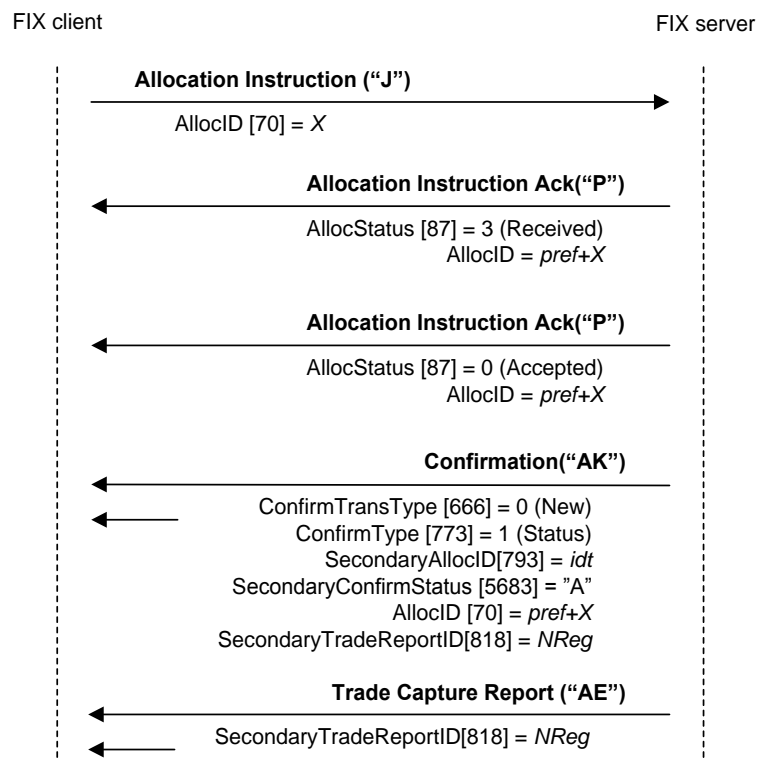 FIX client
FIX server
Allocation Instruction (“J”)
AllocID [70] = X
Allocation Instruction Ack(“P”)
AllocStatus [87] = 3 (Received)
AllocID = pref+X
Allocation Instruction Ack(“P”)
AllocStatus [87] = 0 (Accepted)
AllocID = pref+X
Confirmation(“AK”)
ConfirmTransType [666] = 0 (New)
ConfirmType [773] = 1 (Status)
SecondaryAllocID[793] = idt
SecondaryConfirmStatus [5683] = ”A”
AllocID [70] = pref+X
SecondaryTradeReportID[818] = NReg
Trade Capture Report (“AE”)
SecondaryTradeReportID[818] = NReg